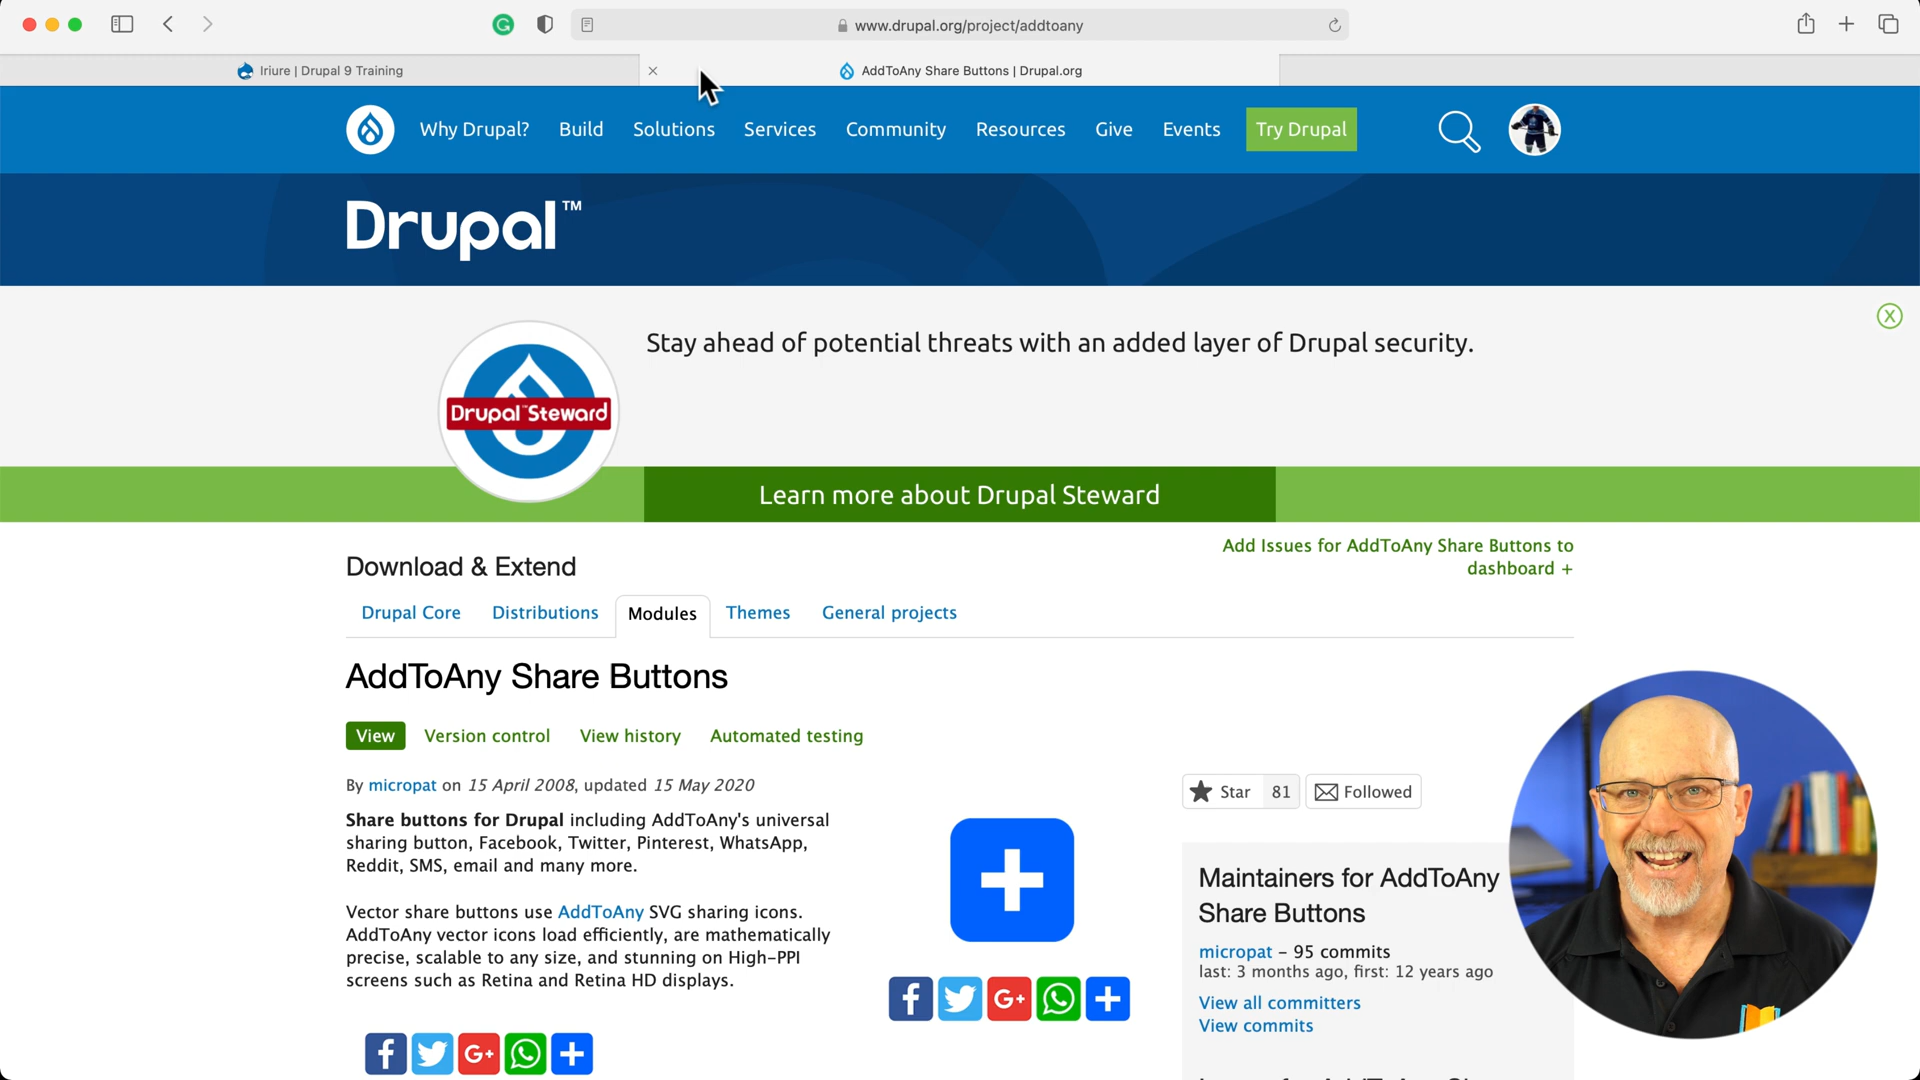 www.drupal.org/project/addtoany
Iriure | Drupal 9 Training
AddToAny Share Buttons | Drupal.org
Why Drupal? Build Solutions Services Community Resources Give Events Try Drupal
Drupal™
Stay ahead of potential threats with an added layer of Drupal security.
Drupal™Steward
Learn more about Drupal Steward
Add Issues for AddToAny Share Buttons to
dashboard +
Download & Extend
Drupal Core Distributions Modules Themes General projects
AddToAny Share Buttons
View Version control View history Automated testing
By micropat on 15 April 2008, updated 15 May 2020
Star 81 Followed
Share buttons for Drupal including AddToAny's universal
sharing button, Facebook, Twitter, Pinterest, WhatsApp,
Reddit, SMS, email and many more.
Vector share buttons use AddToAny SVG sharing icons.
AddToAny vector icons load efficiently, are mathematically
precise, scalable to any size, and stunning on High-PPI
screens such as Retina and Retina HD displays.
Maintainers for AddToAny
Share Buttons
micropat – 95 commits
last: 3 months ago, first: 12 years ago
View all committers
View commits